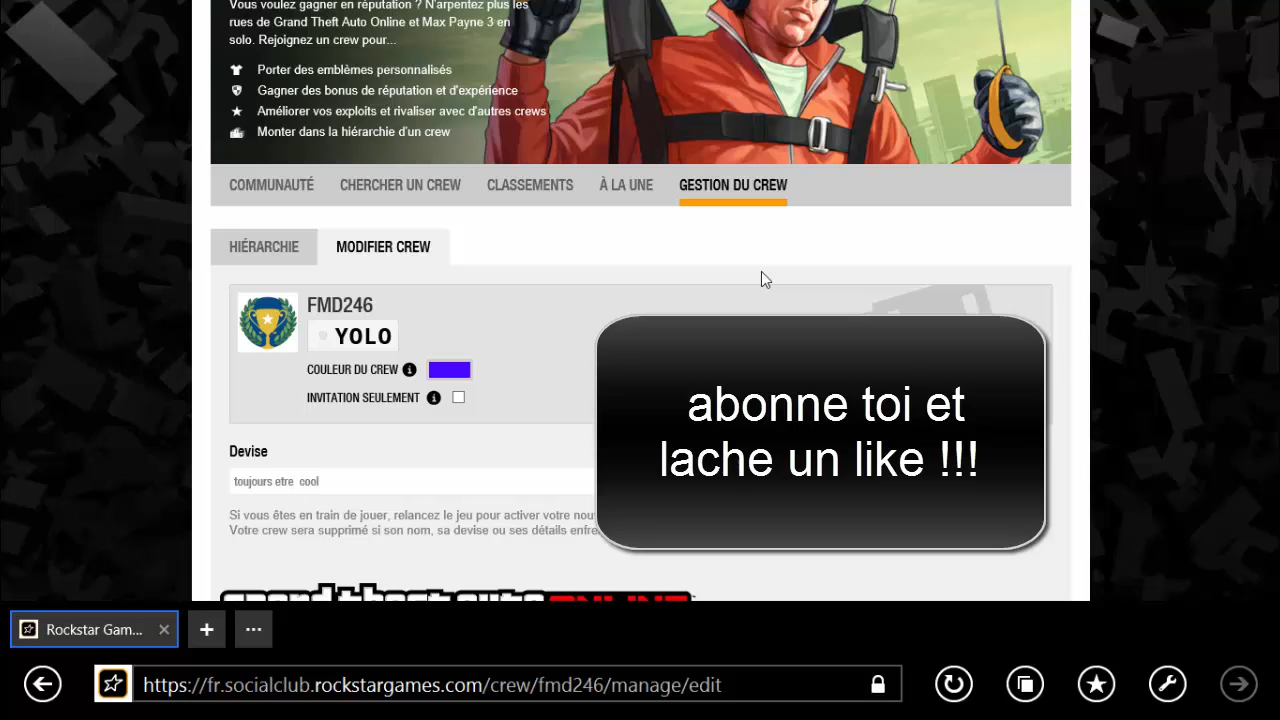 Vous voulez gagner en réputation ? N'arpentez plus les
rues de Grand Theft Auto Online et Max Payne 3 en
solo. Rejoignez un crew pour...
Porter des emblèmes personnalisés
Gagner des bonus de réputation et d'expérience
Améliorer vos exploits et rivaliser avec d'autres crews
Monter dans la hiérarchie d'un crew
COMMUNAUTÉ CHERCHER UN CREW CLASSEMENTS À LA UNE GESTION DU CREW
HIÉRARCHIE MODIFIER CREW
FMD246
YOLO
COULEUR DU CREW
INVITATION SEULEMENT
abonne toi et
lache un like !!!
Devise
toujours etre cool
Si vous êtes en train de jouer, relancez le jeu pour activer votre
Votre crew sera supprimé si son nom, sa devise ou ses détails
grand theft auto ONLINE
Rockstar Gam...
https://fr.socialclub.rockstargames.com/crew/fmd246/manage/edit